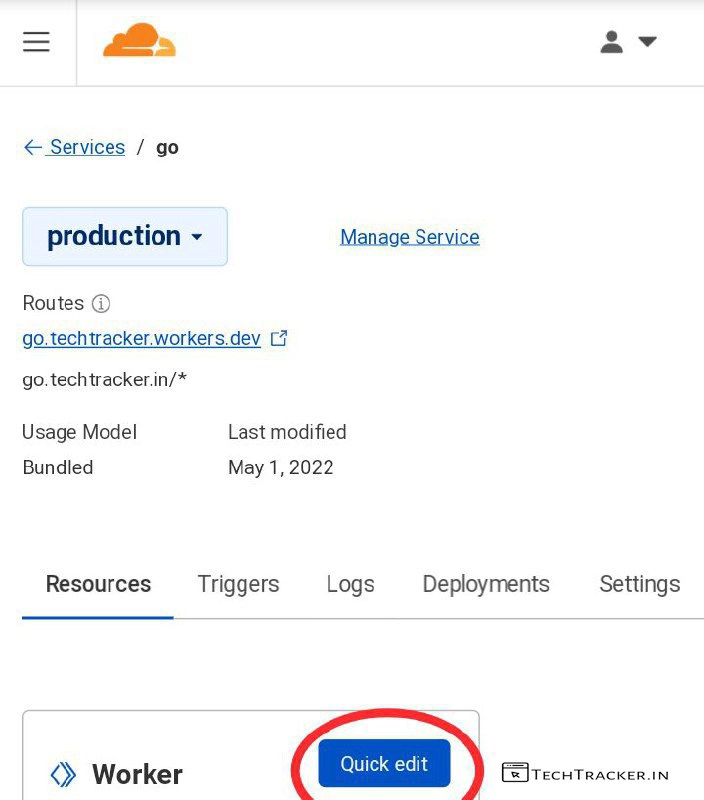 ← Services / go
production
Manage Service
Routes
go.techtracker.workers.dev
go.techtracker.in/*
Usage Model Last modified
Bundled May 1, 2022
Resources Triggers Logs Deployments Settings
Worker Quick edit
TECHTRACKER.IN